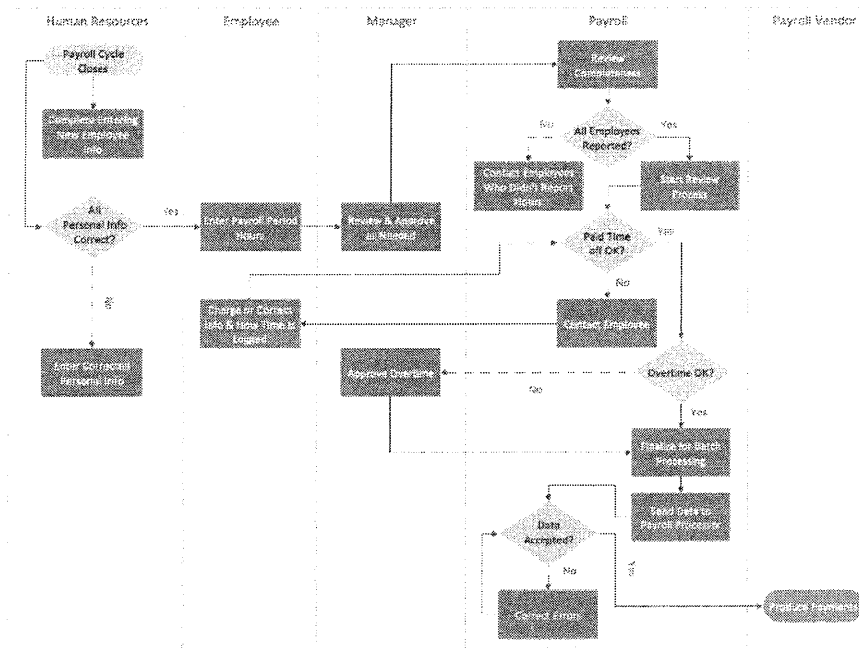 Human Resources
Employee
Manager
Payroll
Payroll Vendor
Payroll Cycle
Closes
Complete Entering
New Employee
Info
All
Personal Info
Correct?
Yes
No
Enter Corrected
Personal Info
Enter Payroll Period
Hours
Charge or Correct
Info & How Time is
Logged
Review & Approve
as Needed
Approve Overtime
Review
Completeness
All Employees
Reported?
No
Yes
Contact Employees
Who Didn't Report
Hours
Start Review
Process
Paid Time
off OK?
Yes
No
Contact Employee
Overtime OK?
No
Yes
Finalize for Batch
Processing
Send Data to
Payroll Processor
Data
Accepted?
No
Yes
Correct Errors
Produce Payments